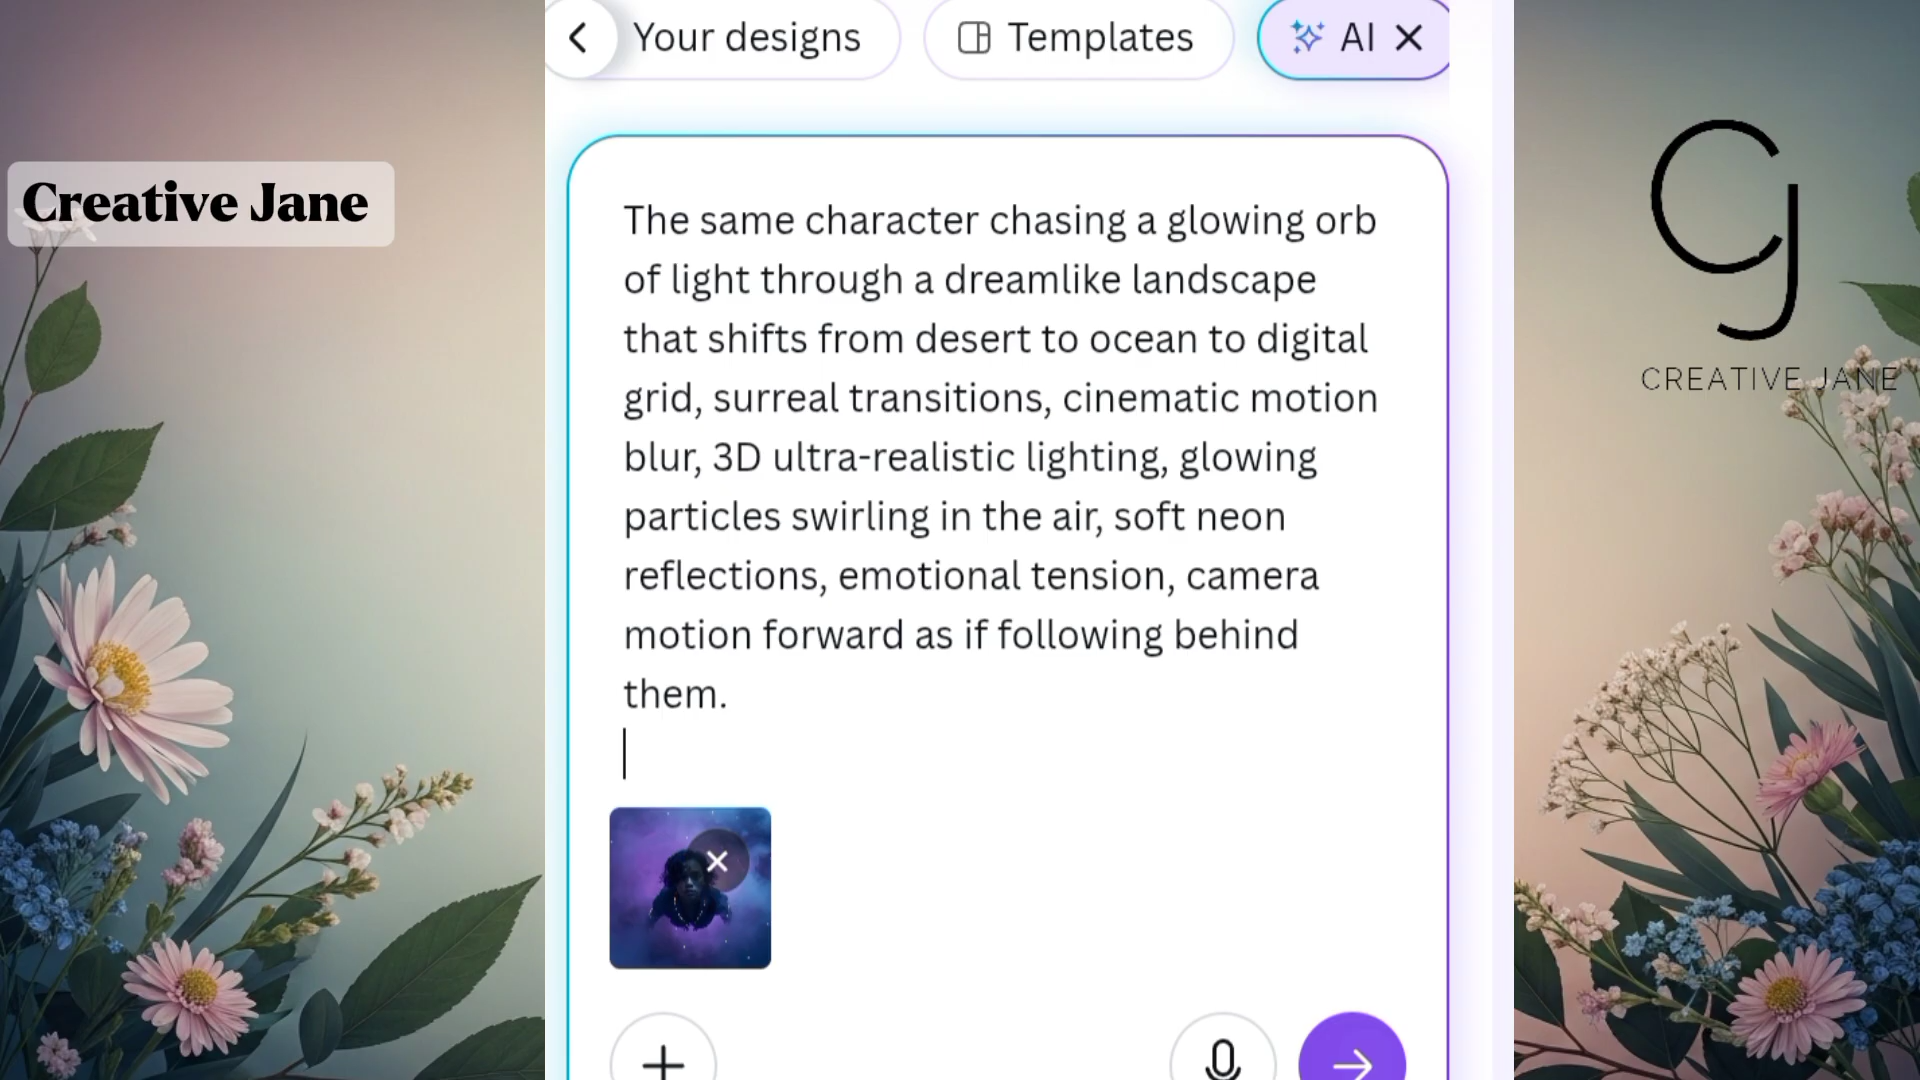 Your designs
Templates
AI
Creative Jane
The same character chasing a glowing orb
of light through a dreamlike landscape
that shifts from desert to ocean to digital
grid, surreal transitions, cinematic motion
blur, 3D ultra-realistic lighting, glowing
particles swirling in the air, soft neon
reflections, emotional tension, camera
motion forward as if following behind
them.
CJ
CREATIVE JANE